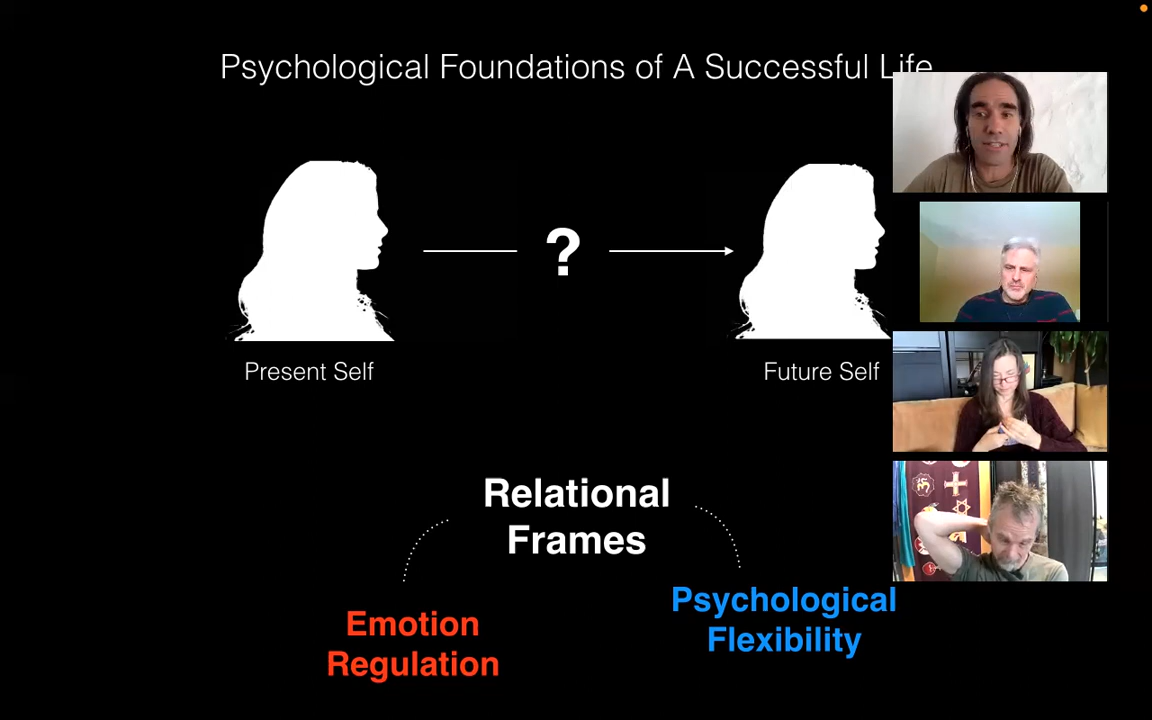 Psychological Foundations of A Successful Life
?
Present Self
Future Self
Relational
Frames
Emotion
Regulation
Psychological
Flexibility